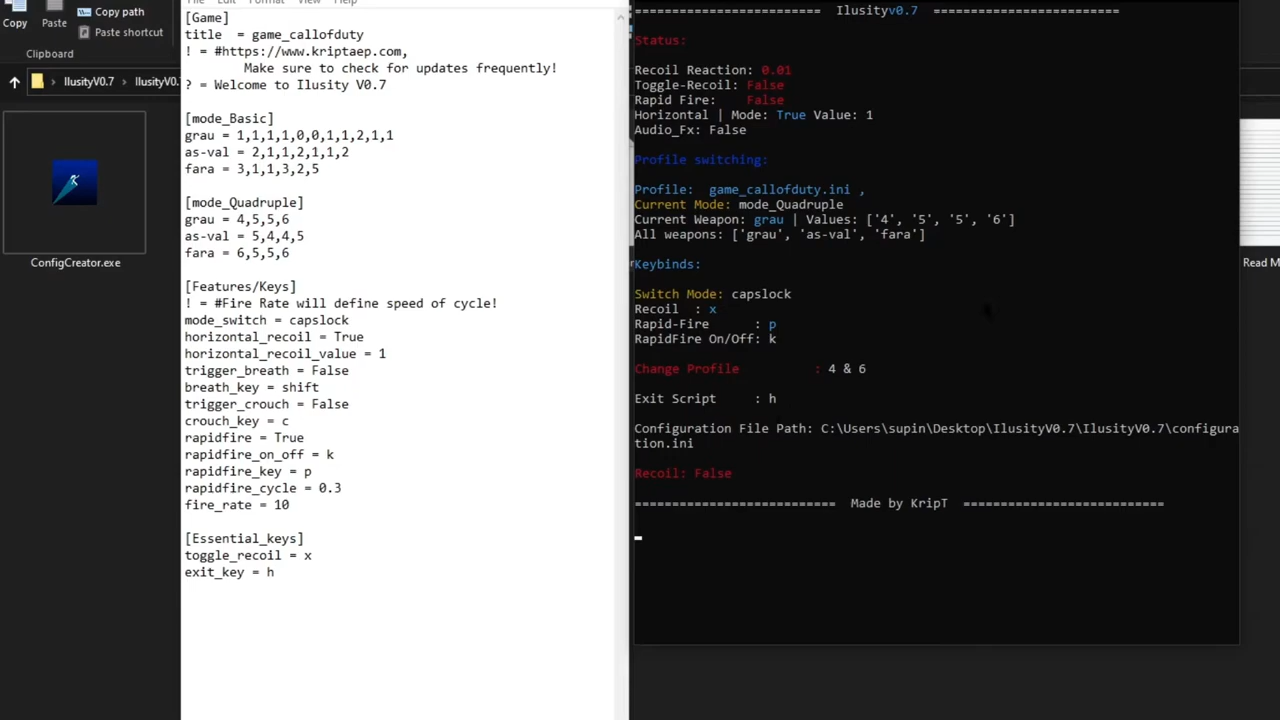 File Edit Format View Help
Copy
Paste
Copy path
Paste shortcut
Clipboard
IlusityV0.7 > IlusityV0.7
ConfigCreator.exe
[Game]
title  = game_callofduty
! = #https://www.kriptaep.com,
Make sure to check for updates frequently!
? = Welcome to Ilusity V0.7
[mode_Basic]
grau = 1,1,1,1,0,0,1,1,2,1,1
as-val = 2,1,1,2,1,1,2
fara = 3,1,1,3,2,5
[mode_Quadruple]
grau = 4,5,5,6
as-val = 5,4,4,5
fara = 6,5,5,6
[Features/Keys]
! = #Fire Rate will define speed of cycle!
mode_switch = capslock
horizontal_recoil = True
horizontal_recoil_value = 1
trigger_breath = False
breath_key = shift
trigger_crouch = False
crouch_key = c
rapidfire = True
rapidfire_on_off = k
rapidfire_key = p
rapidfire_cycle = 0.3
fire_rate = 10
[Essential_keys]
toggle_recoil = x
exit_key = h
========================= Ilusityv0.7 =========================
Status:
Recoil Reaction: 0.01
Toggle-Recoil: False
Rapid Fire:    False
Horizontal | Mode: True Value: 1
Audio_Fx: False
Profile switching:
Profile:  game_callofduty.ini ,
Current Mode: mode_Quadruple
Current Weapon: grau | Values: ['4', '5', '5', '6']
All weapons: ['grau', 'as-val', 'fara']
Keybinds:
Switch Mode: capslock
Recoil  : x
Rapid-Fire      : p
RapidFire On/Off: k
Change Profile          : 4 & 6
Exit Script     : h
Configuration File Path: C:\Users\supin\Desktop\IlusityV0.7\IlusityV0.7\configura
tion.ini
Recoil: False
=========================== Made by KripT ===========================
Read M